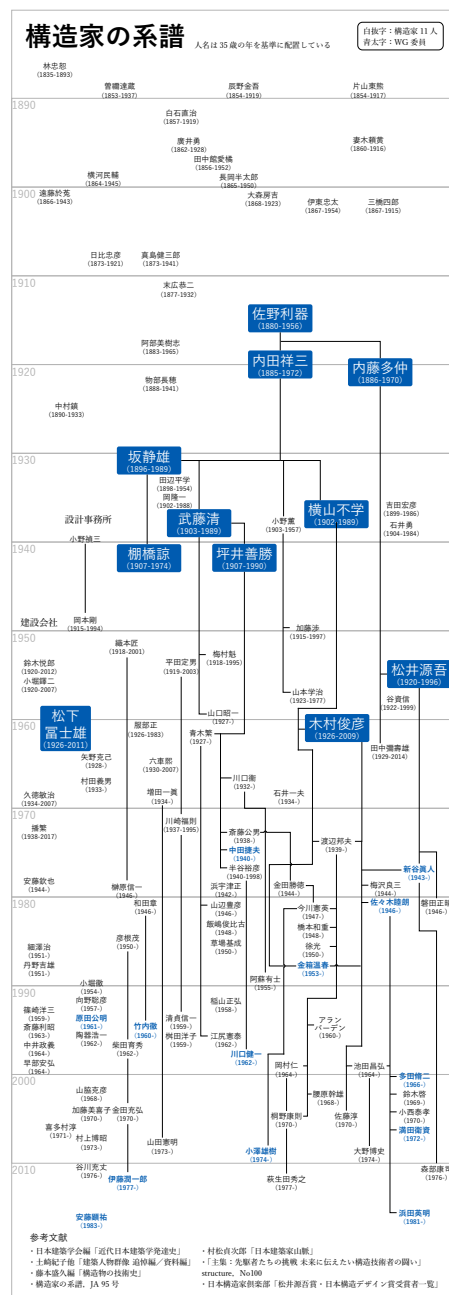 構造家の系譜
人名は35歳の年を基準に配置している
白抜字：構造家11人
青太字：WG委員
林忠恕
(1835-1893)
曽禰達蔵
(1853-1937)
辰野金吾
(1854-1919)
片山東熊
(1854-1917)
1890
白石直治
(1857-1919)
廣井勇
(1862-1928)
妻木頼黄
(1860-1916)
田中館愛橘
(1856-1952)
横河民輔
(1864-1945)
長岡半太郎
(1865-1950)
1900
遠藤於菟
(1866-1943)
大森房吉
(1868-1923)
伊東忠太
(1867-1954)
三橋四郎
(1867-1915)
日比忠彦
(1873-1921)
真島健三郎
(1873-1941)
1910
末広恭二
(1877-1932)
佐野利器
(1880-1956)
阿部美樹志
(1883-1965)
内田祥三
(1885-1972)
内藤多仲
(1886-1970)
1920
物部長穂
(1888-1941)
中村鎮
(1890-1933)
1930
坂静雄
(1896-1989)
田辺平学
(1898-1954)
岡隆一
(1902-1988)
吉田宏彦
(1899-1986)
設計事務所
武藤清
(1903-1989)
小野薫
(1903-1957)
横山不学
(1902-1989)
石井勇
(1904-1984)
小野禎三
1940
棚橋諒
(1907-1974)
坪井善勝
(1907-1990)
建設会社
岡本剛
(1915-1994)
加藤渉
(1915-1997)
1950
織本匠
(1918-2001)
平田定男
(1919-2003)
梅村魁
(1918-1995)
鈴木悦郎
(1920-2012)
小堀鐸二
(1920-2007)
松井源吾
(1920-1996)
山本学治
(1923-1977)
谷資信
(1922-1999)
松下冨士雄
(1926-2011)
山口昭一
(1927-)
1960
服部正
(1926-1983)
青木繁
(1927-)
木村俊彦
(1926-2009)
田中彌壽雄
(1929-2014)
矢野克己
(1928-)
六車熙
(1930-2007)
村田義男
(1933-)
川口衞
(1932-)
久徳敏治
(1934-2007)
増田一眞
(1934-)
石井一夫
(1934-)
1970
播繁
(1938-2017)
川崎福則
(1937-1995)
斎藤公男
(1938-)
渡辺邦夫
(1939-)
中田捷夫
(1940-)
半谷裕彦
(1940-1998)
新谷眞人
(1943-)
安藤欽也
(1944-)
榊原信一
(1946-)
浜宇津正
(1942-)
金田勝徳
(1944-)
梅沢良三
(1944-)
1980
和田章
(1946-)
山辺豊彦
(1946-)
今川憲英
(1947-)
佐々木睦朗
(1946-)
磐田正晴
(1946-)
飯嶋俊比古
(1948-)
橋本和重
(1948-)
彦根茂
(1950-)
草場基成
(1950-)
徐光
(1950-)
細澤治
(1951-)
丹野吉雄
(1951-)
金箱温春
(1953-)
小堀徹
(1954-)
阿蘇有士
(1955-)
1990
向野聡彦
(1957-)
稲山正弘
(1958-)
篠崎洋三
(1959-)
原田公明
(1961-)
竹内徹
(1960-)
清貞信一
(1959-)
アラン
バーデン
(1960-)
斎藤利昭
(1963-)
陶器浩一
(1962-)
桝田洋子
(1959-)
江尻憲泰
(1962-)
中井政義
(1964-)
柴田育秀
(1962-)
川口健一
(1962-)
早部安弘
(1964-)
岡村仁
(1964-)
池田昌弘
(1964-)
2000
多田脩二
(1966-)
山脇克彦
(1968-)
腰原幹雄
(1968-)
鈴木啓
(1969-)
加藤美喜子
(1970-)
金田充弘
(1970-)
桐野康則
(1970-)
佐藤淳
(1970-)
小西泰孝
(1970-)
喜多村淳
(1971-)
満田衛資
(1972-)
村上博昭
(1973-)
山田憲明
(1973-)
小澤雄樹
(1974-)
大野博史
(1974-)
2010
谷川充丈
(1976-)
伊藤潤一郎
(1977-)
萩生田秀之
(1977-)
森部康司
(1976-)
安藤顕祐
(1983-)
浜田英明
(1981-)
参考文献
・日本建築学会編「近代日本建築学発達史」
・土崎紀子他「建築人物群像 追悼編／資料編」
・藤本盛久編「構造物の技術史」
・構造家の系譜，JA 95号
・村松貞次郎「日本建築家山脈」
・「主集：先駆者たちの挑戦 未来に伝えたい構造技術者の闘い」
structure，No100
・日本構造家倶楽部「松井源吾賞・日本構造デザイン賞受賞者一覧」